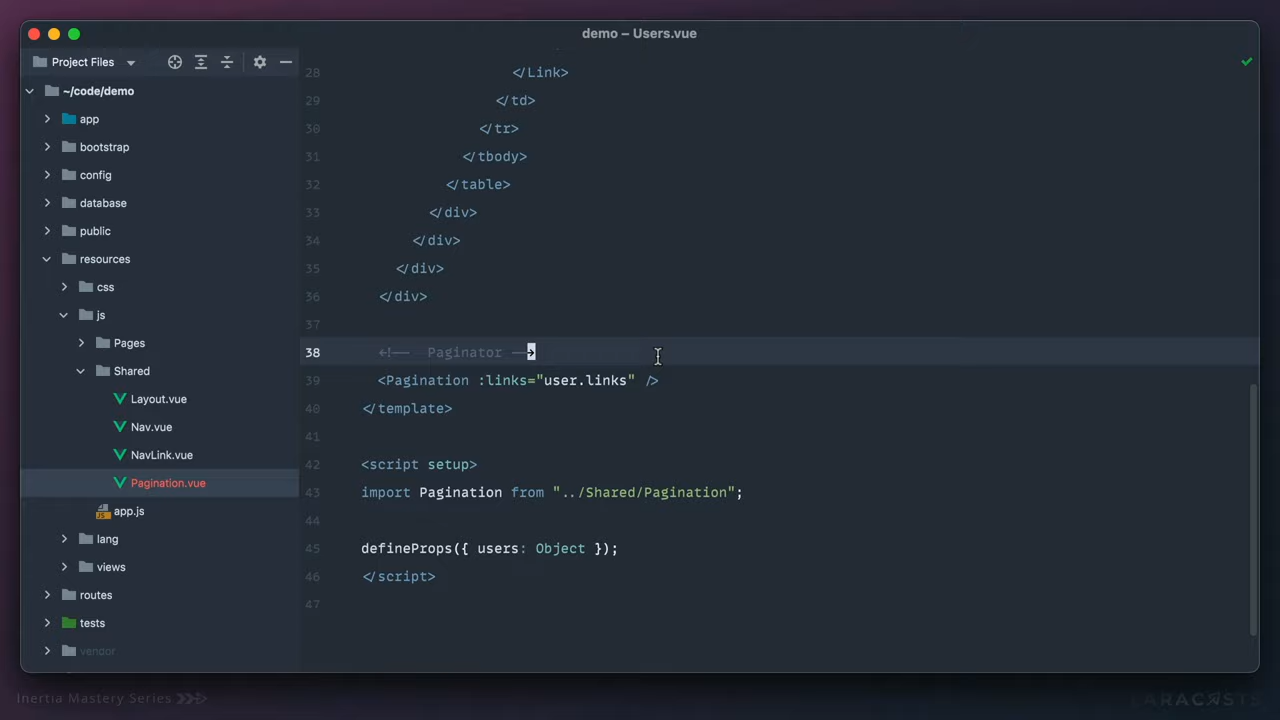 demo – Users.vue
Project Files
~/code/demo
app
bootstrap
config
database
public
resources
css
js
Pages
Shared
Layout.vue
Nav.vue
NavLink.vue
Pagination.vue
JS app.js
lang
views
routes
tests
vendor
28 </Link>
29 </td>
30 </tr>
31 </tbody>
32 </table>
33 </div>
34 </div>
35 </div>
36 </div>
37
38 <!-- Paginator -->
39 <Pagination :links="user.links" />
40 </template>
41
42 <script setup>
43 import Pagination from "../Shared/Pagination";
44
45 defineProps({ users: Object });
46 </script>
47
Inertia Mastery Series
LARACASTS